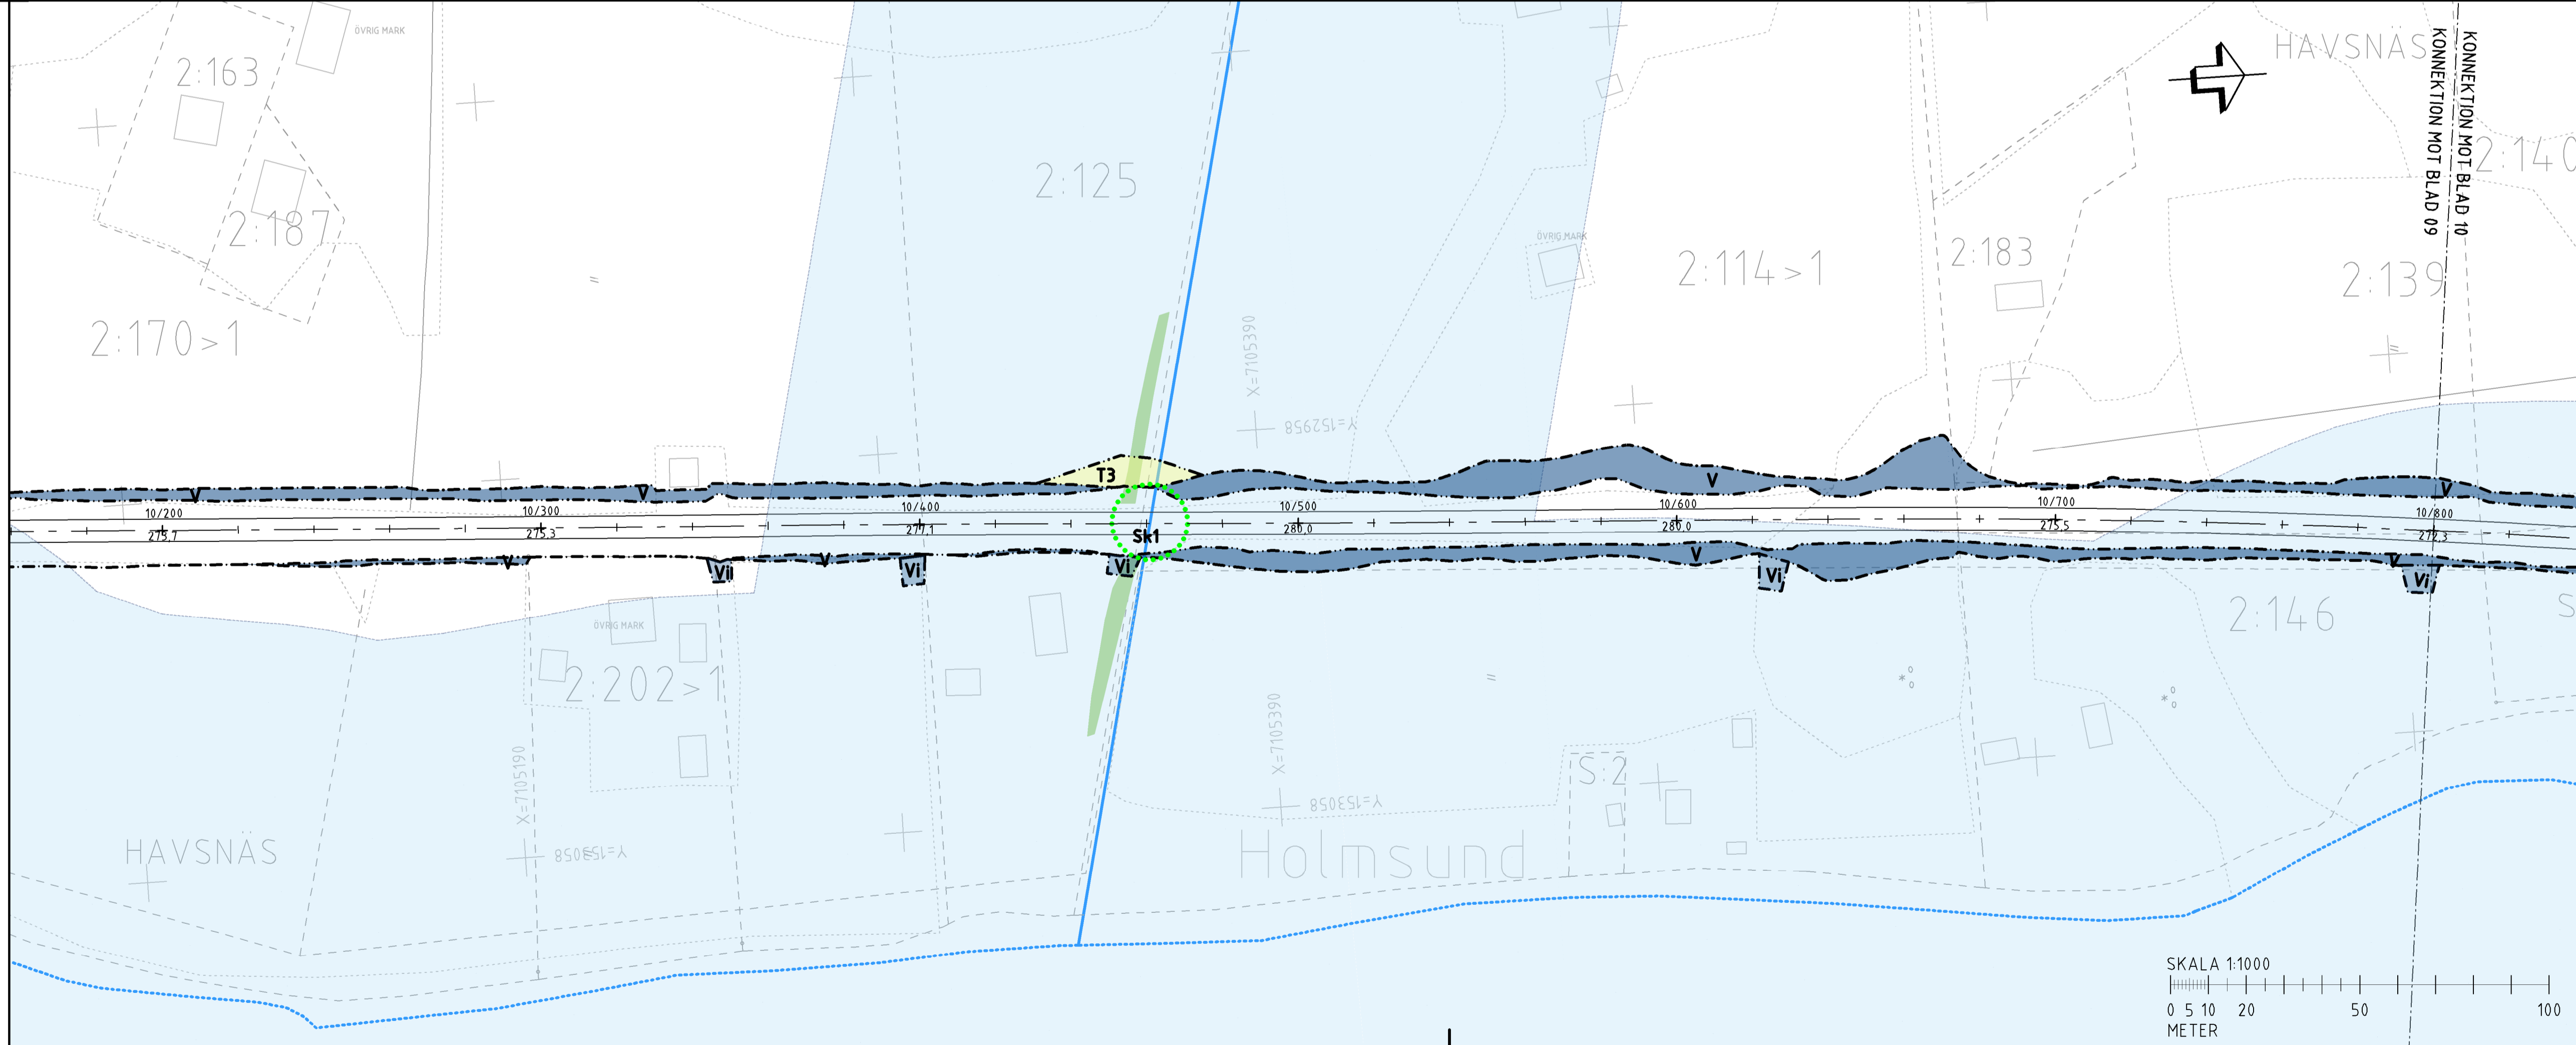 ÖVRIG MARK
2:163
2:187
2:170>1
2:125
ÖVRIG MARK
2:114>1
2:183
HAVSNÄS
KONNEKTION MOT BLAD 09
KONNEKTION MOT BLAD 10
2:140
2:139
X=7105390
Y=152958
T3
V
V
V
V
10/200
10/300
10/400
10/500
10/600
10/700
10/800
275,7
275,3
277,1
280,0
280,0
275,5
272,3
Sk1
V
Vii
V
Vi
Vi
V
Vi
V
Vi
ÖVRIG MARK
2:202>1
2:146
S
X=7105190
Y=153058
X=7105390
Y=153058
S:2
HAVSNÄS
Holmsund
SKALA 1:1000
0 5 10 20 50 100
METER